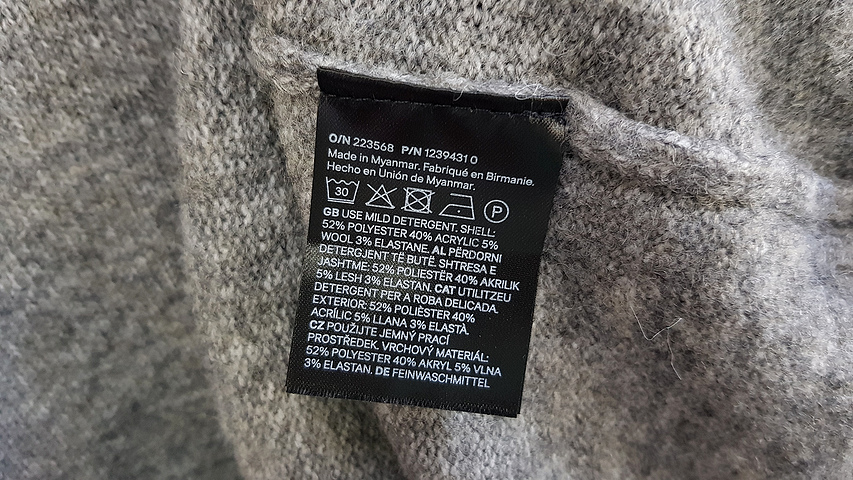 O/N 223568 P/N 1239431 0
Made in Myanmar. Fabriqué en Birmanie.
Hecho en Unión de Myanmar.
30 P
GB USE MILD DETERGENT. SHELL:
52% POLYESTER 40% ACRYLIC 5%
WOOL 3% ELASTANE. AL PËRDORNI
DETERGJENT TË BUTË. SHTRESA E
JASHTME: 52% POLIESTËR 40% AKRILIK
5% LESH 3% ELASTAN. CAT UTILITZEU
DETERGENT PER A ROBA DELICADA.
EXTERIOR: 52% POLIÈSTER 40%
ACRÍLIC 5% LLANA 3% ELASTÀ.
CZ POUŽIJTE JEMNÝ PRACÍ
PROSTŘEDEK. VRCHOVÝ MATERIÁL:
52% POLYESTER 40% AKRYL 5% VLNA
3% ELASTAN. DE FEINWASCHMITTEL